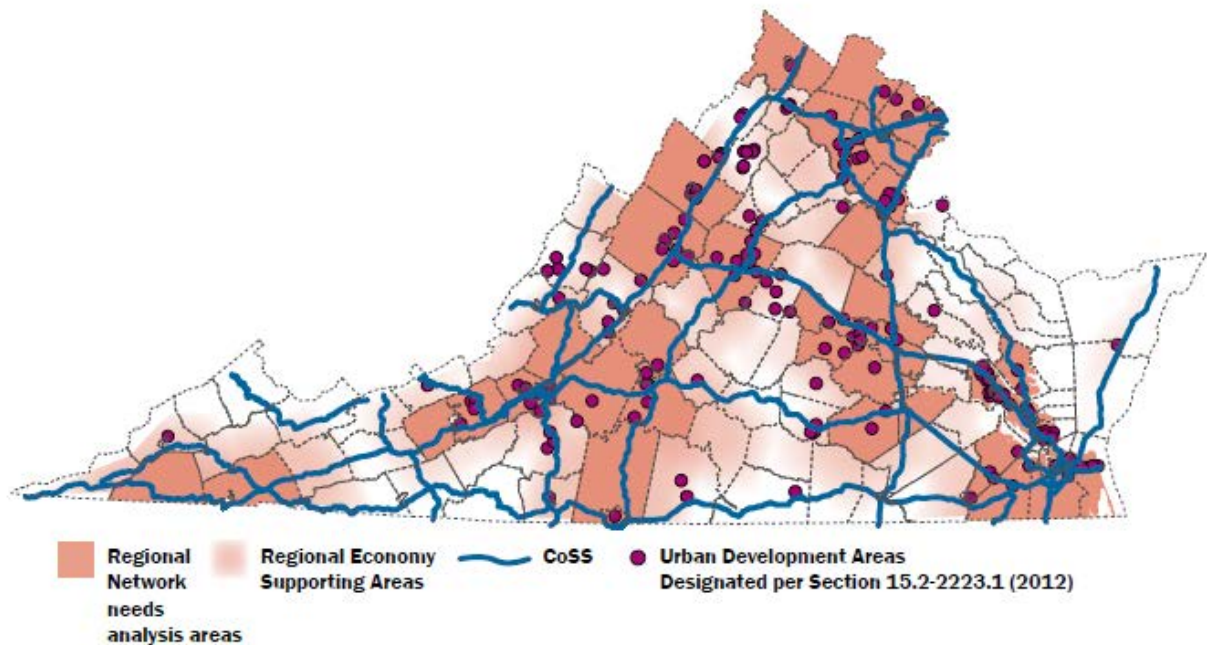 Regional
Network
needs
analysis areas
Regional Economy
Supporting Areas
CoSS
Urban Development Areas
Designated per Section 15.2-2223.1 (2012)